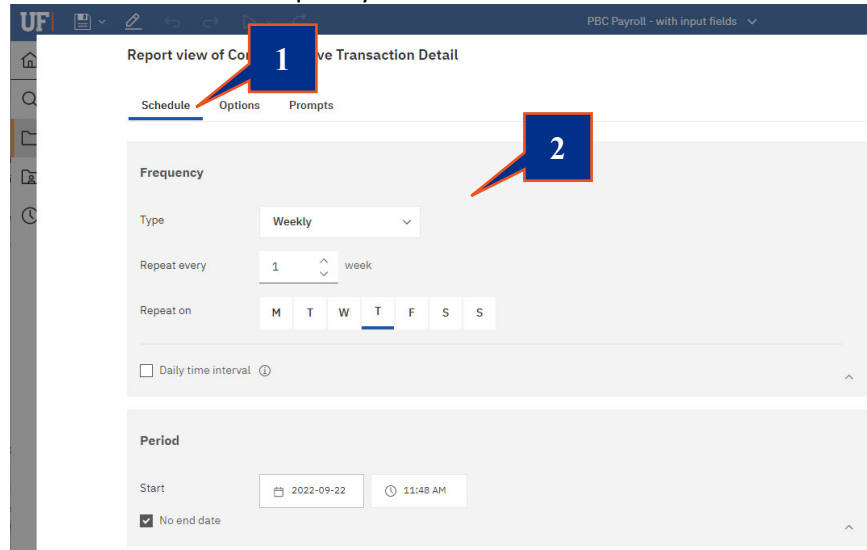 UF
PBC Payroll - with input fields
Report view of Co ve Transaction Detail
1
Schedule Options Prompts
2
Frequency
Type Weekly
Repeat every 1 week
Repeat on M T W T F S S
Daily time interval
Period
Start 2022-09-22 11:48 AM
No end date